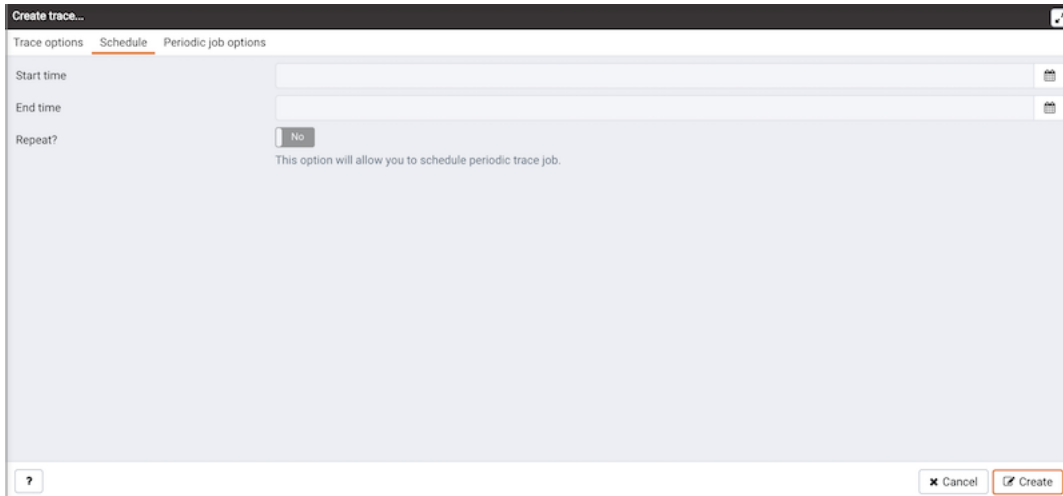 Create trace...
Trace options Schedule Periodic job options
Start time
End time
Repeat? No
This option will allow you to schedule periodic trace job.
? Cancel Create